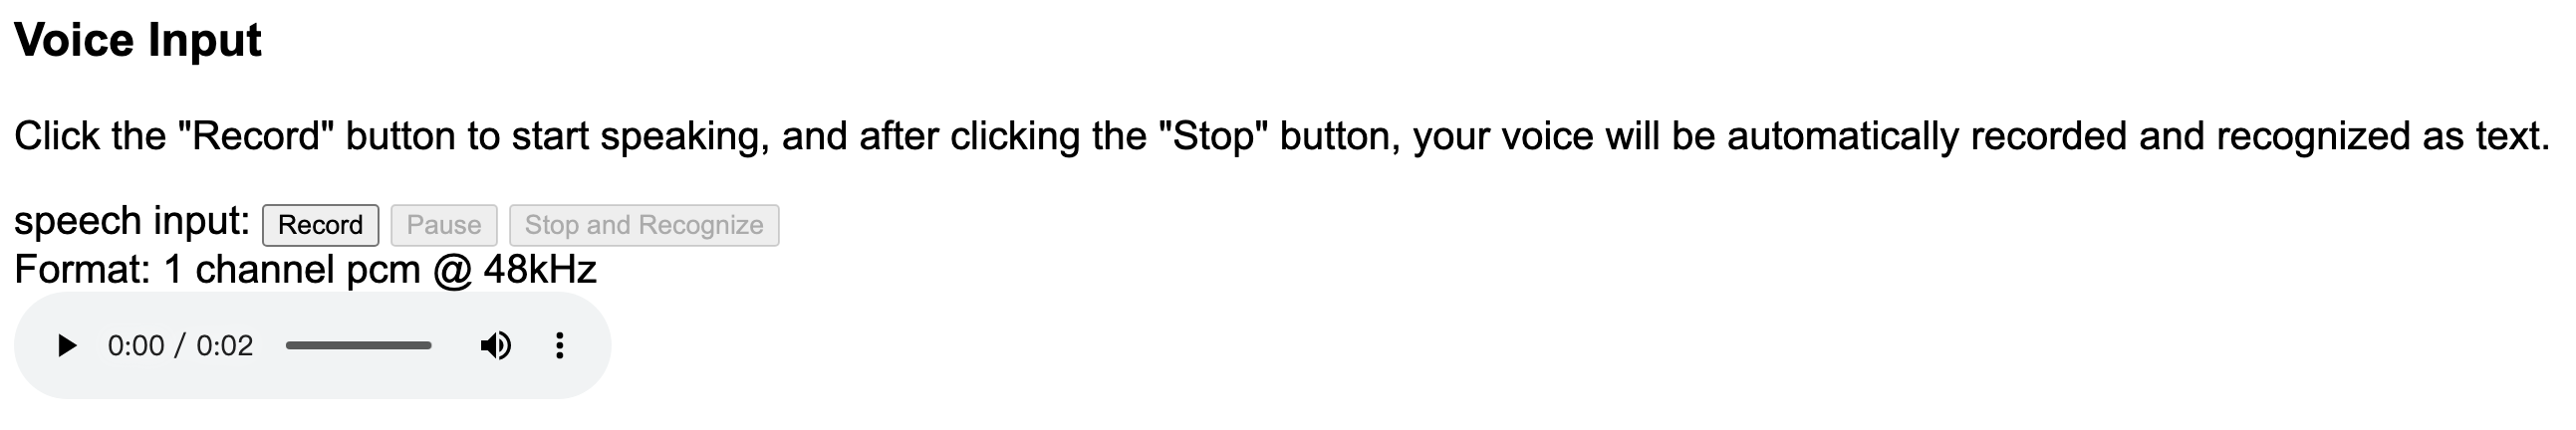 Voice Input
Click the "Record" button to start speaking, and after clicking the "Stop" button, your voice will be automatically recorded and recognized as text.
speech input: Record Pause Stop and Recognize
Format: 1 channel pcm @ 48kHz
0:00 / 0:02